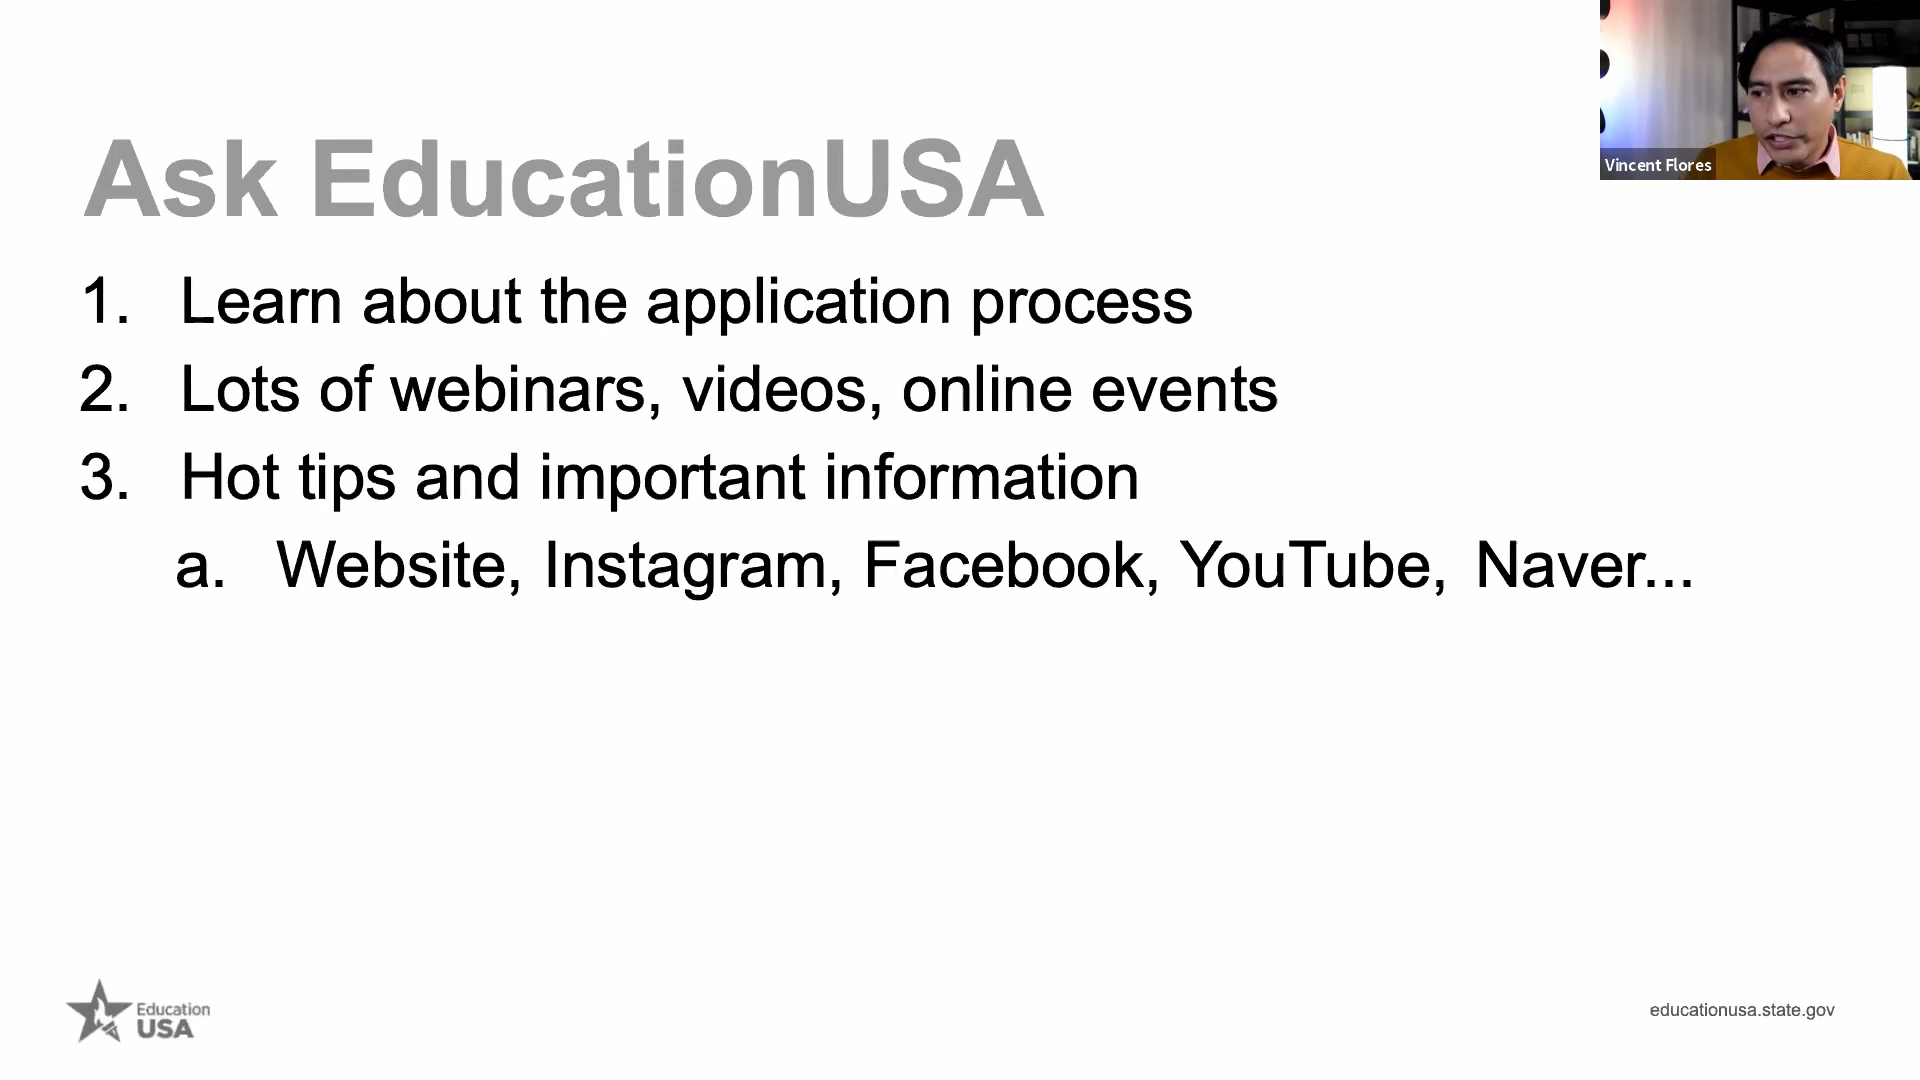 Vincent Flores
Ask EducationUSA
1. Learn about the application process
2. Lots of webinars, videos, online events
3. Hot tips and important information
a. Website, Instagram, Facebook, YouTube, Naver...
Education
USA
educationusa.state.gov